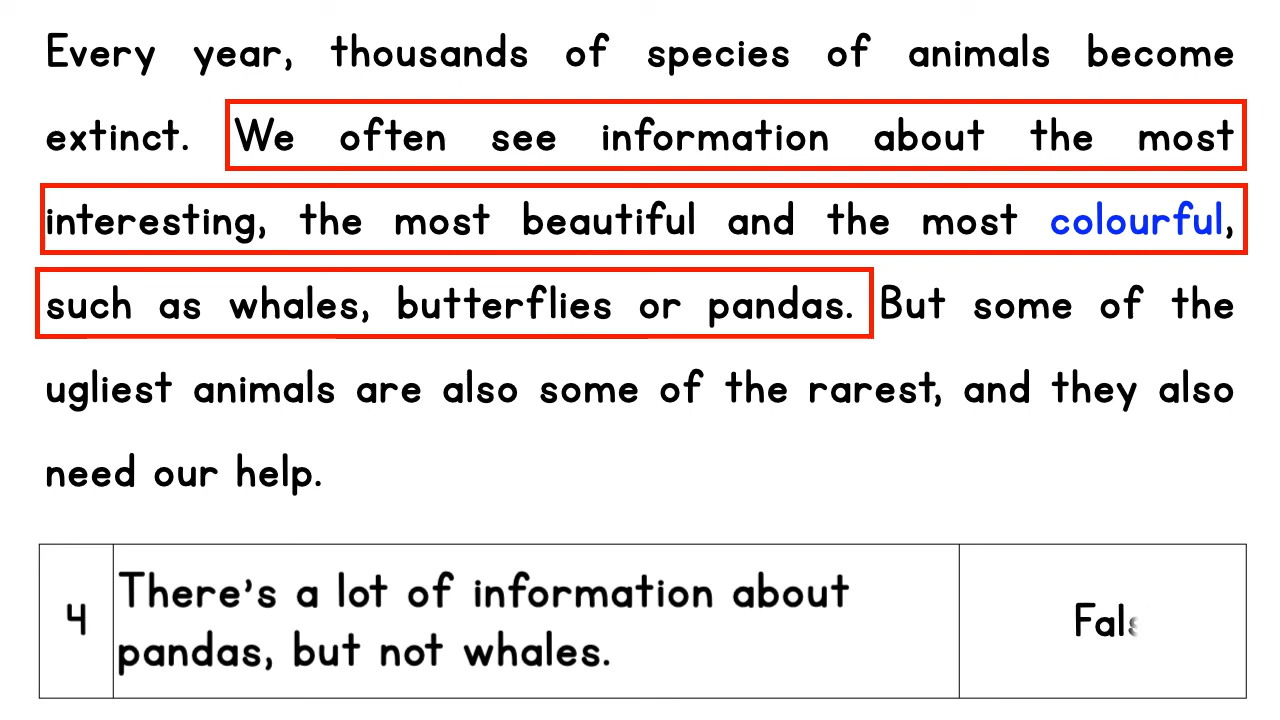 Every year, thousands of species of animals become
extinct. We often see information about the most
interesting, the most beautiful and the most colourful,
such as whales, butterflies or pandas. But some of the
ugliest animals are also some of the rarest, and they also
need our help.
4
There's a lot of information about
pandas, but not whales.
Fals